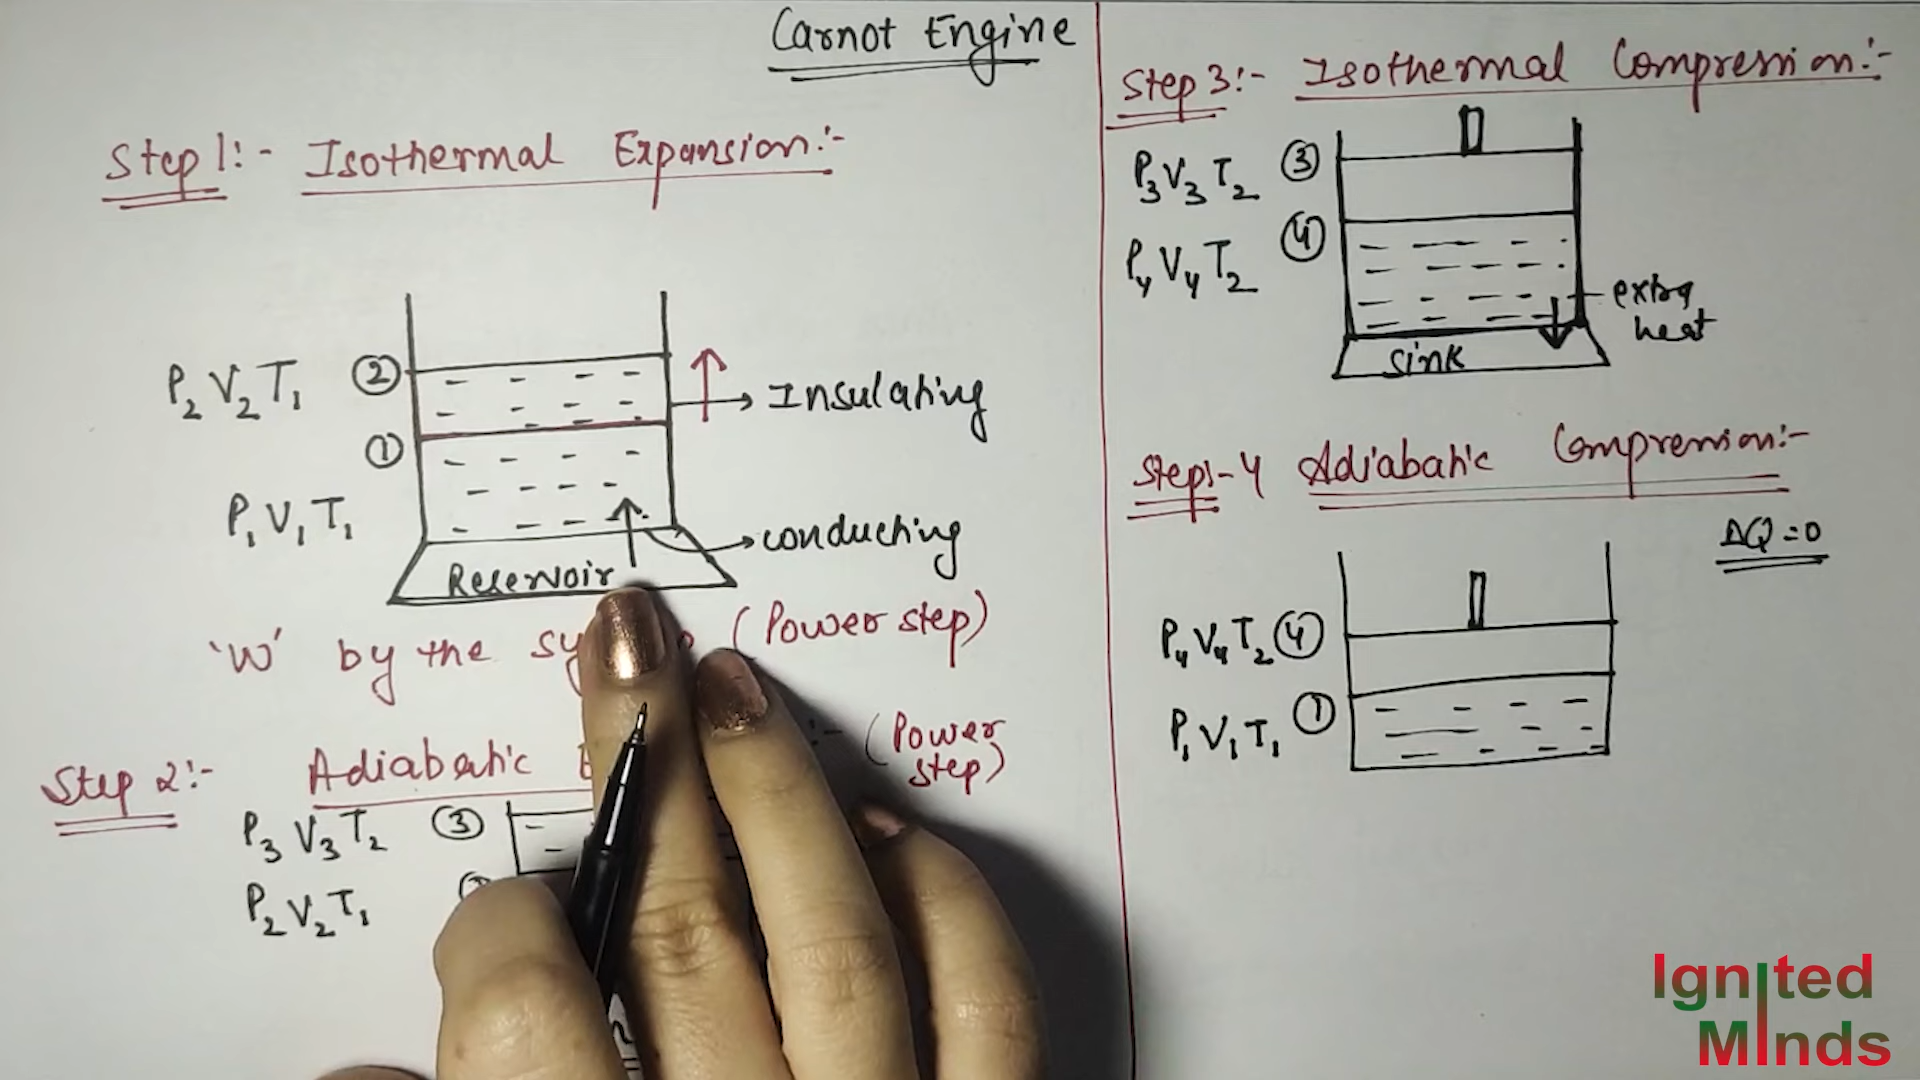 Carnot Engine
Step 1:- Isothermal Expansion:-
P2 V2 T1 ②
Insulating
①
P1 V1 T1
conducting
Reservoir
'W' by the (Power step)
Step 2:- Adiabatic :- (Power step)
P3 V3 T2 ③
P2 V2 T1
Step 3:- Isothermal Compression:-
P3 V3 T2 ③
P4 V4 T2 ④
extra
heat
Sink
Step:-4 Adiabatic Compression:-
ΔQ=0
P4 V4 T2 ④
P1 V1 T1 ①
Ignited
Minds